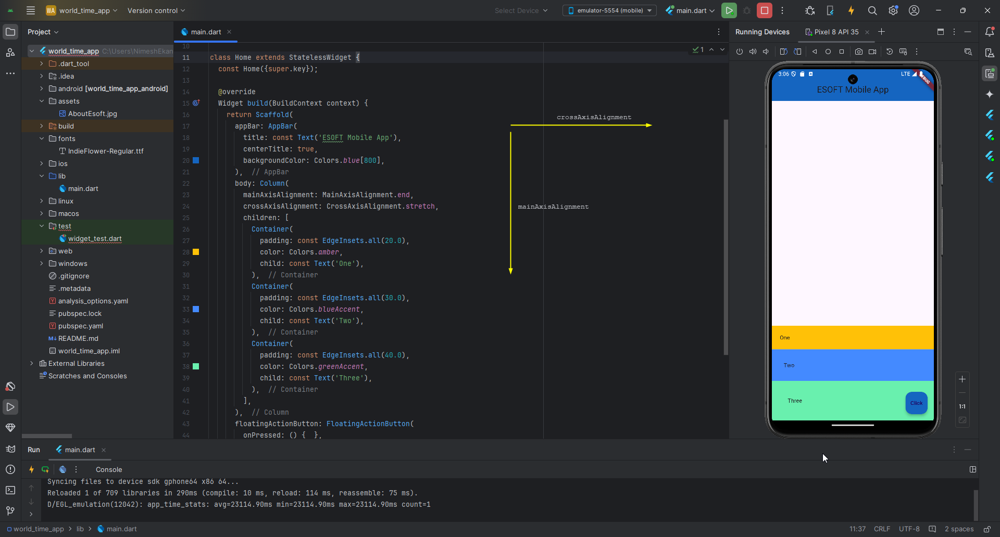 WA world_time_app Version control Select Device emulator-5554 (mobile) main.dart
Project
world_time_app C:\Users\NimeshEkan
.dart_tool
.idea
android [world_time_app_android]
assets
AboutEsoft.jpg
build
fonts
IndieFlower-Regular.ttf
ios
lib
main.dart
linux
macos
test
widget_test.dart
web
windows
.gitignore
.metadata
analysis_options.yaml
pubspec.lock
pubspec.yaml
README.md
world_time_app.iml
External Libraries
Scratches and Consoles
main.dart
1
10
11 class Home extends StatelessWidget {
12 const Home({super.key});
13
14 @override
15 Widget build(BuildContext context) {
16 return Scaffold(
17 appBar: AppBar(
18 title: const Text('ESOFT Mobile App'),
19 centerTitle: true,
20 backgroundColor: Colors.blue[800],
21 ), // AppBar
22 body: Column(
23 mainAxisAlignment: MainAxisAlignment.end,
24 crossAxisAlignment: CrossAxisAlignment.stretch,
25 children: [
26 Container(
27 padding: const EdgeInsets.all(20.0),
28 color: Colors.amber,
29 child: const Text('One'),
30 ), // Container
31 Container(
32 padding: const EdgeInsets.all(30.0),
33 color: Colors.blueAccent,
34 child: const Text('Two'),
35 ), // Container
36 Container(
37 padding: const EdgeInsets.all(40.0),
38 color: Colors.greenAccent,
39 child: const Text('Three'),
40 ), // Container
41 ],
42 ), // Column
43 floatingActionButton: FloatingActionButton(
44 onPressed: () { },
crossAxisAlignment
mainAxisAlignment
Running Devices Pixel 8 API 35
3:06 LTE
DEBUG
ESOFT Mobile App
One
Two
Three
Click
1:1
Run main.dart
Console
Syncing files to device sdk gphone64 x86 64...
Reloaded 1 of 709 libraries in 290ms (compile: 10 ms, reload: 114 ms, reassemble: 75 ms).
D/EGL_emulation(12042): app_time_stats: avg=23114.90ms min=23114.90ms max=23114.90ms count=1
world_time_app > lib > main.dart 11:37 CRLF UTF-8 2 spaces